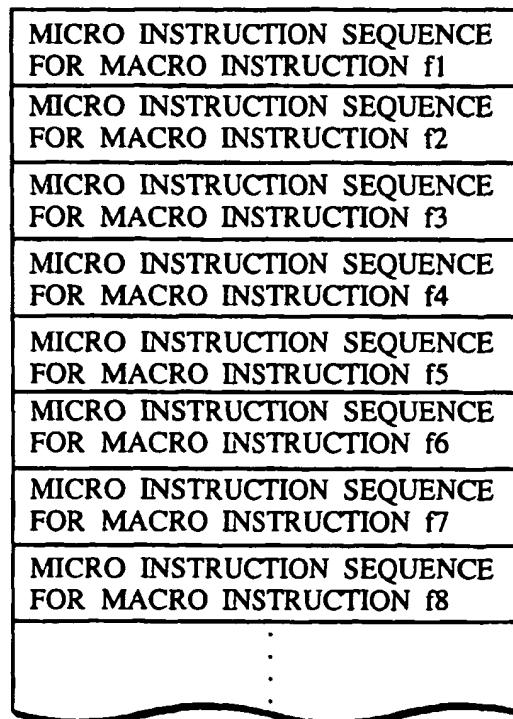 MICRO INSTRUCTION SEQUENCE
FOR MACRO INSTRUCTION f1
MICRO INSTRUCTION SEQUENCE
FOR MACRO INSTRUCTION f2
MICRO INSTRUCTION SEQUENCE
FOR MACRO INSTRUCTION f3
MICRO INSTRUCTION SEQUENCE
FOR MACRO INSTRUCTION f4
MICRO INSTRUCTION SEQUENCE
FOR MACRO INSTRUCTION f5
MICRO INSTRUCTION SEQUENCE
FOR MACRO INSTRUCTION f6
MICRO INSTRUCTION SEQUENCE
FOR MACRO INSTRUCTION f7
MICRO INSTRUCTION SEQUENCE
FOR MACRO INSTRUCTION f8